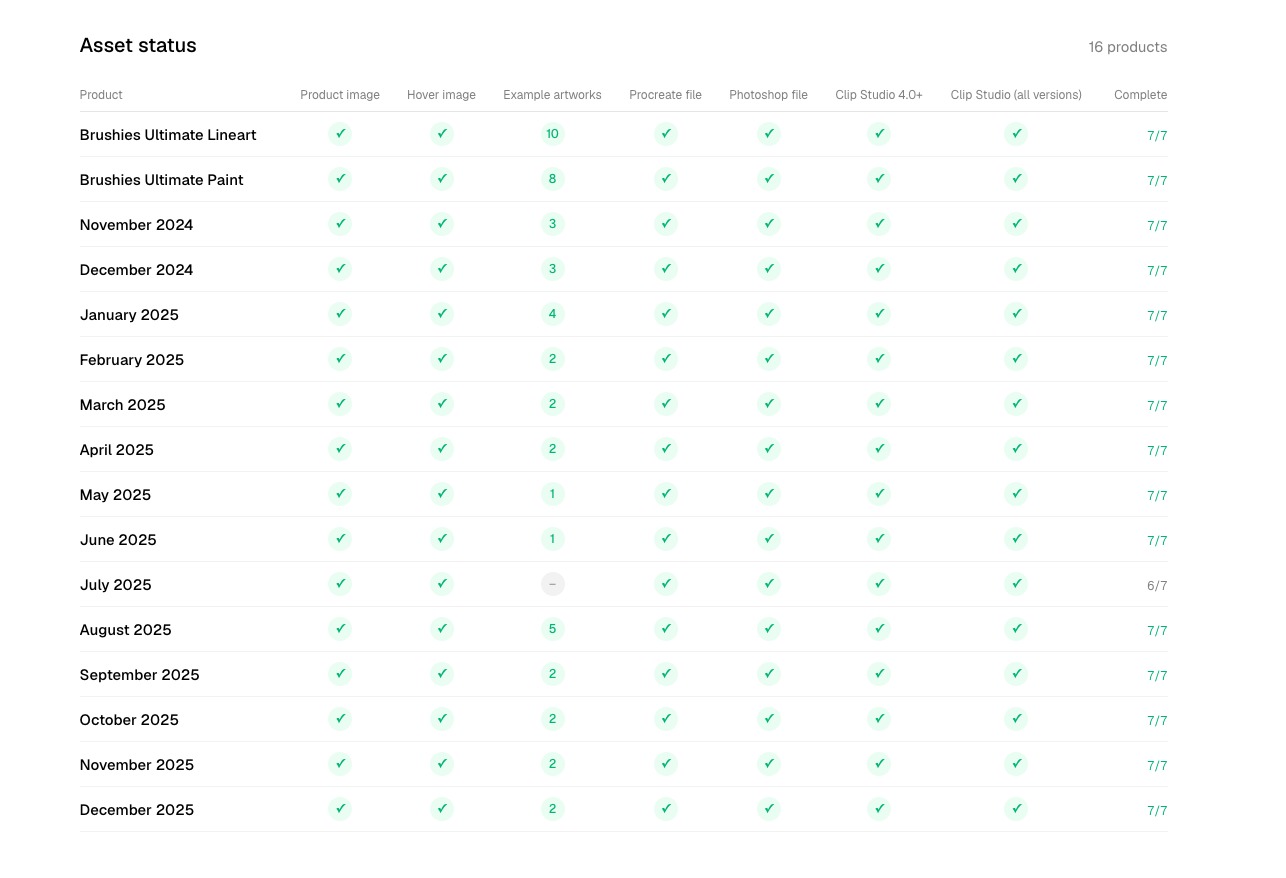 Asset status 16 products
Product Product image Hover image Example artworks Procreate file Photoshop file Clip Studio 4.0+ Clip Studio (all versions) Complete
Brushies Ultimate Lineart ✓ ✓ 10 ✓ ✓ ✓ ✓ 7/7
Brushies Ultimate Paint ✓ ✓ 8 ✓ ✓ ✓ ✓ 7/7
November 2024 ✓ ✓ 3 ✓ ✓ ✓ ✓ 7/7
December 2024 ✓ ✓ 3 ✓ ✓ ✓ ✓ 7/7
January 2025 ✓ ✓ 4 ✓ ✓ ✓ ✓ 7/7
February 2025 ✓ ✓ 2 ✓ ✓ ✓ ✓ 7/7
March 2025 ✓ ✓ 2 ✓ ✓ ✓ ✓ 7/7
April 2025 ✓ ✓ 2 ✓ ✓ ✓ ✓ 7/7
May 2025 ✓ ✓ 1 ✓ ✓ ✓ ✓ 7/7
June 2025 ✓ ✓ 1 ✓ ✓ ✓ ✓ 7/7
July 2025 ✓ ✓ – ✓ ✓ ✓ ✓ 6/7
August 2025 ✓ ✓ 5 ✓ ✓ ✓ ✓ 7/7
September 2025 ✓ ✓ 2 ✓ ✓ ✓ ✓ 7/7
October 2025 ✓ ✓ 2 ✓ ✓ ✓ ✓ 7/7
November 2025 ✓ ✓ 2 ✓ ✓ ✓ ✓ 7/7
December 2025 ✓ ✓ 2 ✓ ✓ ✓ ✓ 7/7